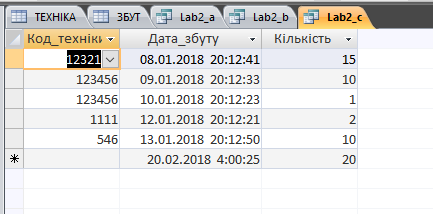 ТЕХНІКА ЗБУТ Lab2_a Lab2_b Lab2_c
Код_техніки Дата_збуту Кількість
12321 08.01.2018 20:12:41 15
123456 09.01.2018 20:12:33 10
123456 10.01.2018 20:12:23 1
1111 12.01.2018 20:12:21 2
546 13.01.2018 20:12:50 10
20.02.2018 4:00:25 20